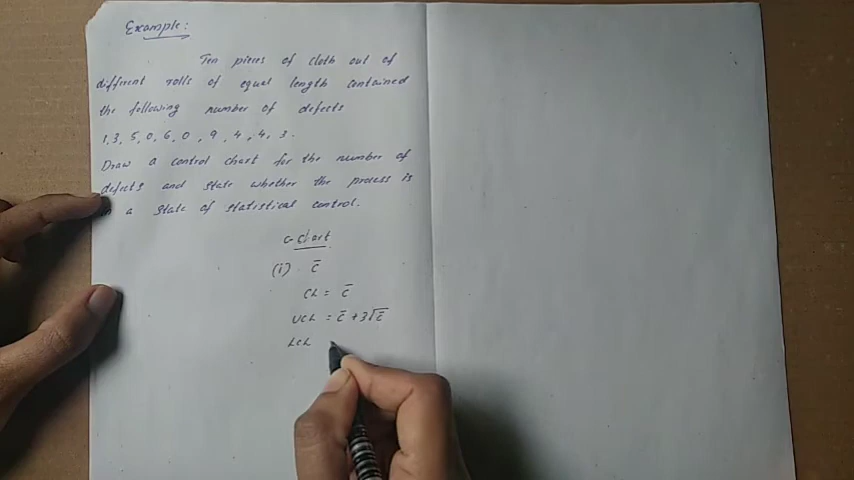 Example:
Ten pieces of cloth out of
different rolls of equal length contained
the following number of defects
1, 3, 5, 0, 6, 0, 9, 4, 4, 3.
Draw a control chart for the number of
defects and state whether the process is
in a state of statistical control.
C-Chart
(i) C̅
CL = C̅
UCL = C̅ + 3√C̅
LCL